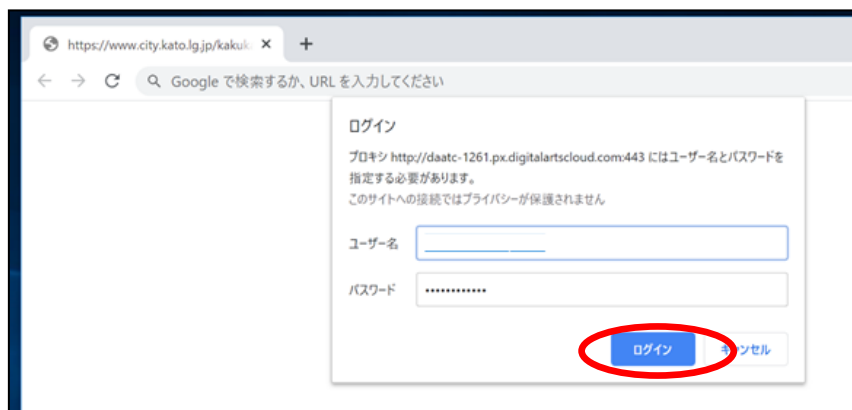 https://www.city.kato.lg.jp/kakuk
Google で検索するか、URL を入力してください
ログイン
プロキシ http://daatc-1261.px.digitalartscloud.com:443 にはユーザー名とパスワードを
指定する必要があります。
このサイトへの接続ではプライバシーが保護されません
ユーザー名
パスワード ••••••••••••
ログイン キャンセル